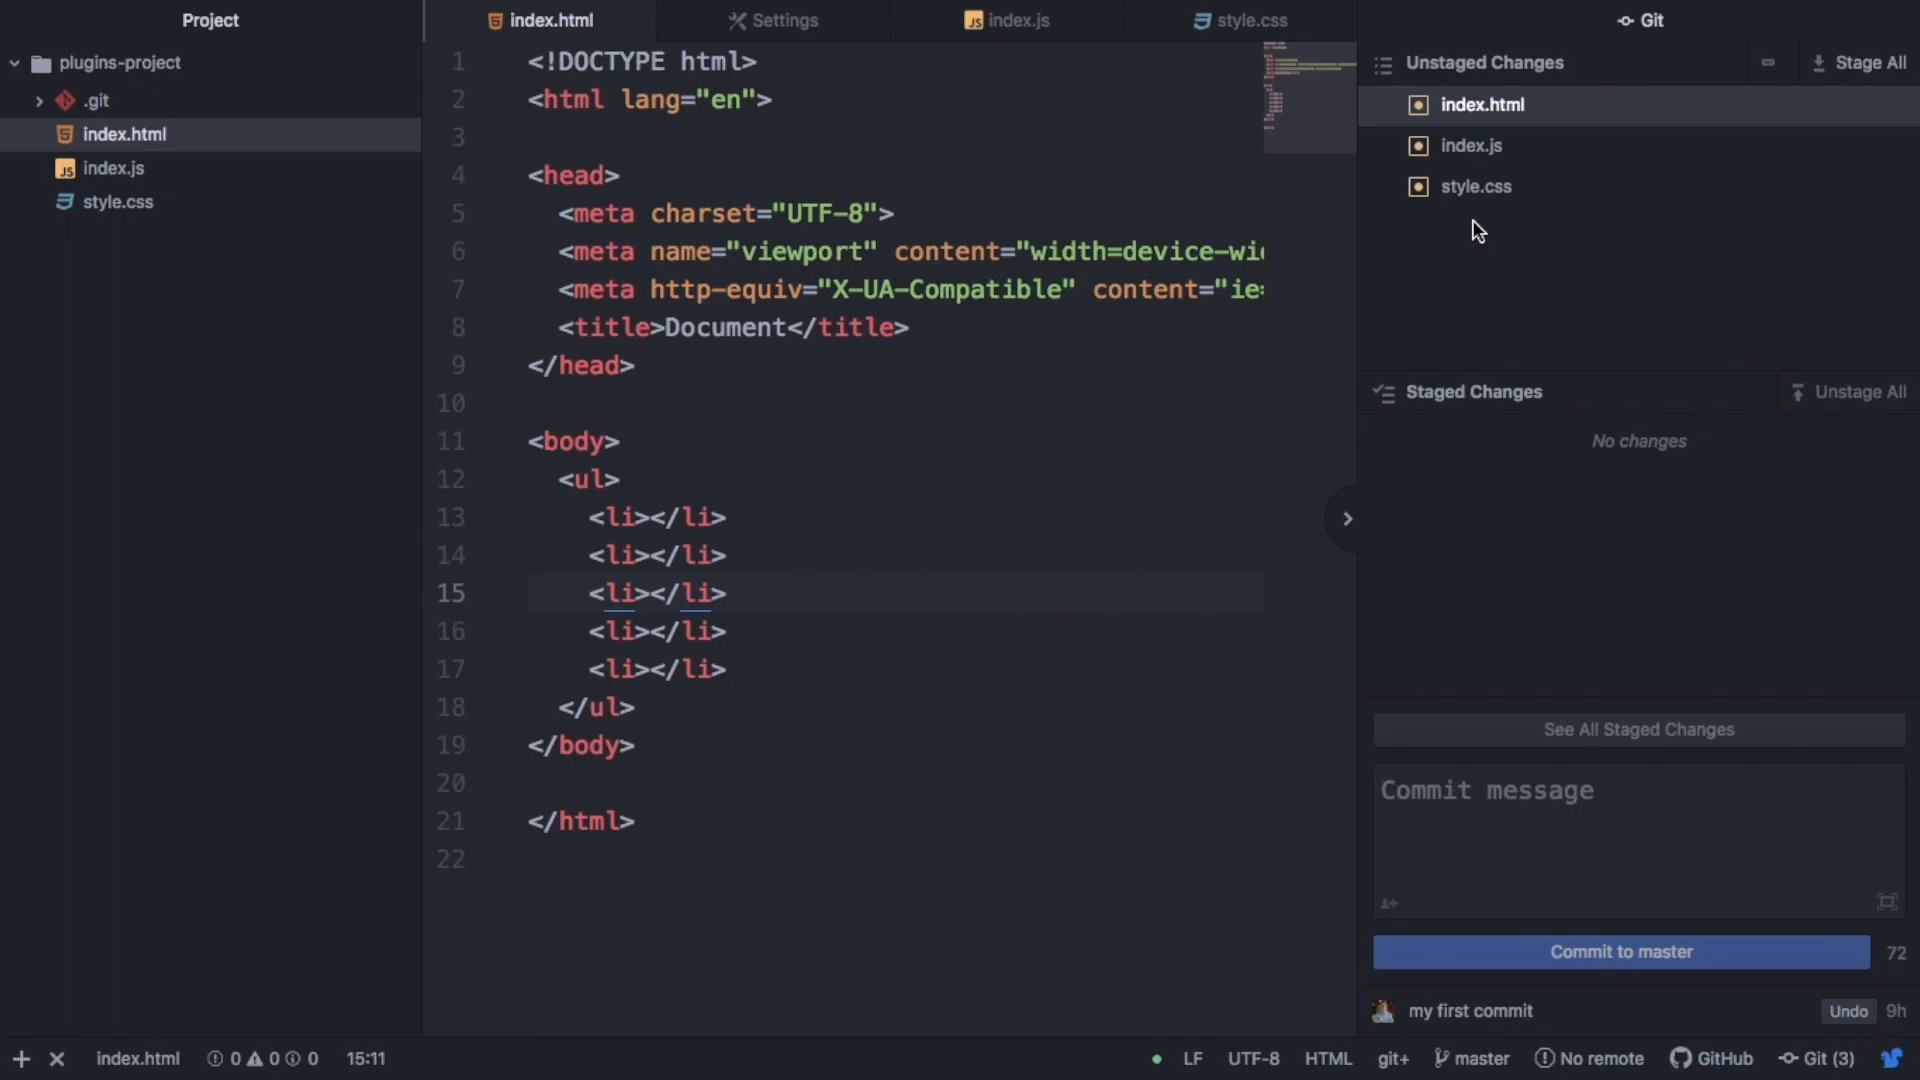 Project
plugins-project
.git
index.html
index.js
style.css
index.html
Settings
index.js
style.css
1 <!DOCTYPE html>
2 <html lang="en">
3
4 <head>
5 <meta charset="UTF-8">
6 <meta name="viewport" content="width=device-wi
7 <meta http-equiv="X-UA-Compatible" content="ie=
8 <title>Document</title>
9 </head>
10
11 <body>
12 <ul>
13 <li></li>
14 <li></li>
15 <li></li>
16 <li></li>
17 <li></li>
18 </ul>
19 </body>
20
21 </html>
22
Git
Unstaged Changes
Stage All
index.html
index.js
style.css
Staged Changes
Unstage All
No changes
See All Staged Changes
Commit message
Commit to master
72
my first commit
Undo
9h
index.html
0 0 0
15:11
LF
UTF-8
HTML
git+
master
No remote
GitHub
Git (3)